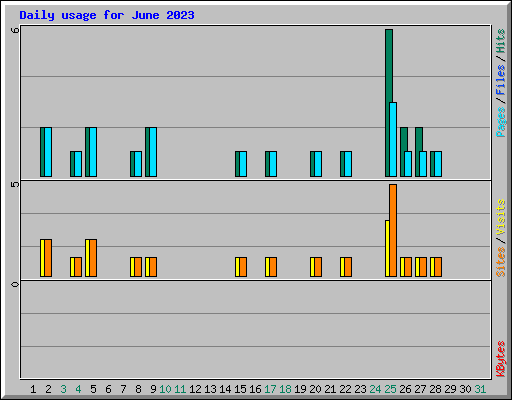 Daily usage for June 2023
6
5
0
Pages/Files/Hits
Sites/Visits
KBytes
1 2 3 4 5 6 7 8 9 10 11 12 13 14 15 16 17 18 19 20 21 22 23 24 25 26 27 28 29 30 31